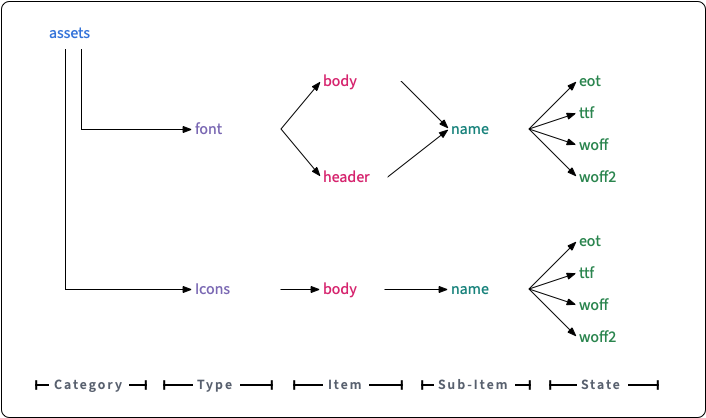 assets
body
eot
ttf
font
name
woff
header
woff2
eot
ttf
Icons
body
name
woff
woff2
Category
Type
Item
Sub-Item
State